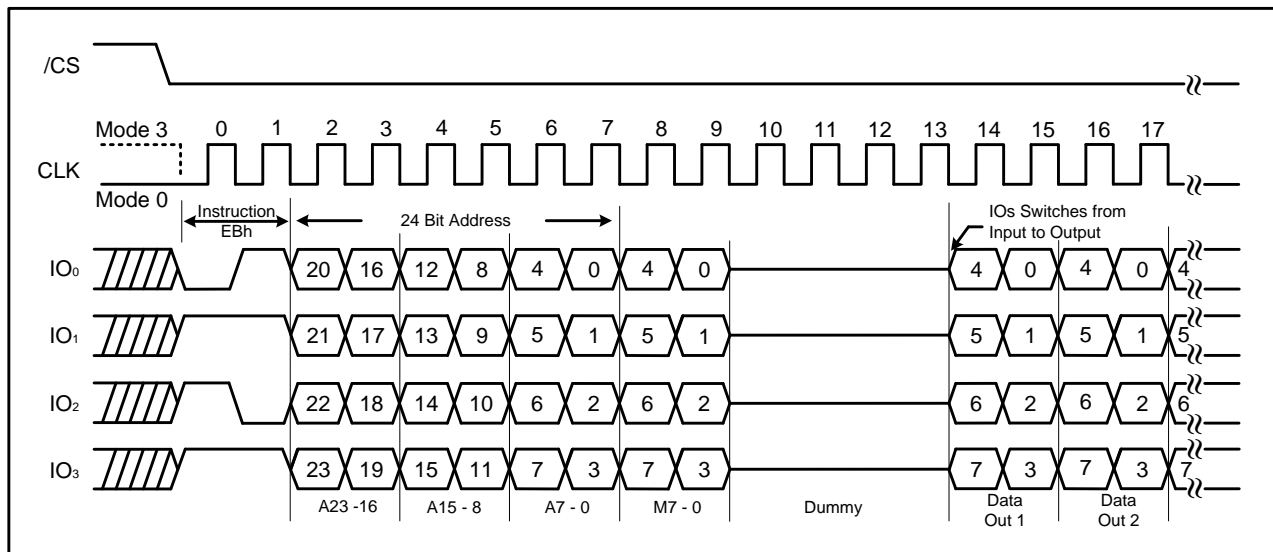 /CS
Mode 3 0 1 2 3 4 5 6 7 8 9 10 11 12 13 14 15 16 17
CLK
Mode 0
Instruction
EBh
24 Bit Address
IOs Switches from
Input to Output
IO0 20 16 12 8 4 0 4 0 4 0 4 0 4
IO1 21 17 13 9 5 1 5 1 5 1 5 1 5
IO2 22 18 14 10 6 2 6 2 6 2 6 2 6
IO3 23 19 15 11 7 3 7 3 7 3 7 3 7
A23 -16 A15 - 8 A7 - 0 M7 - 0 Dummy
Data
Out 1
Data
Out 2